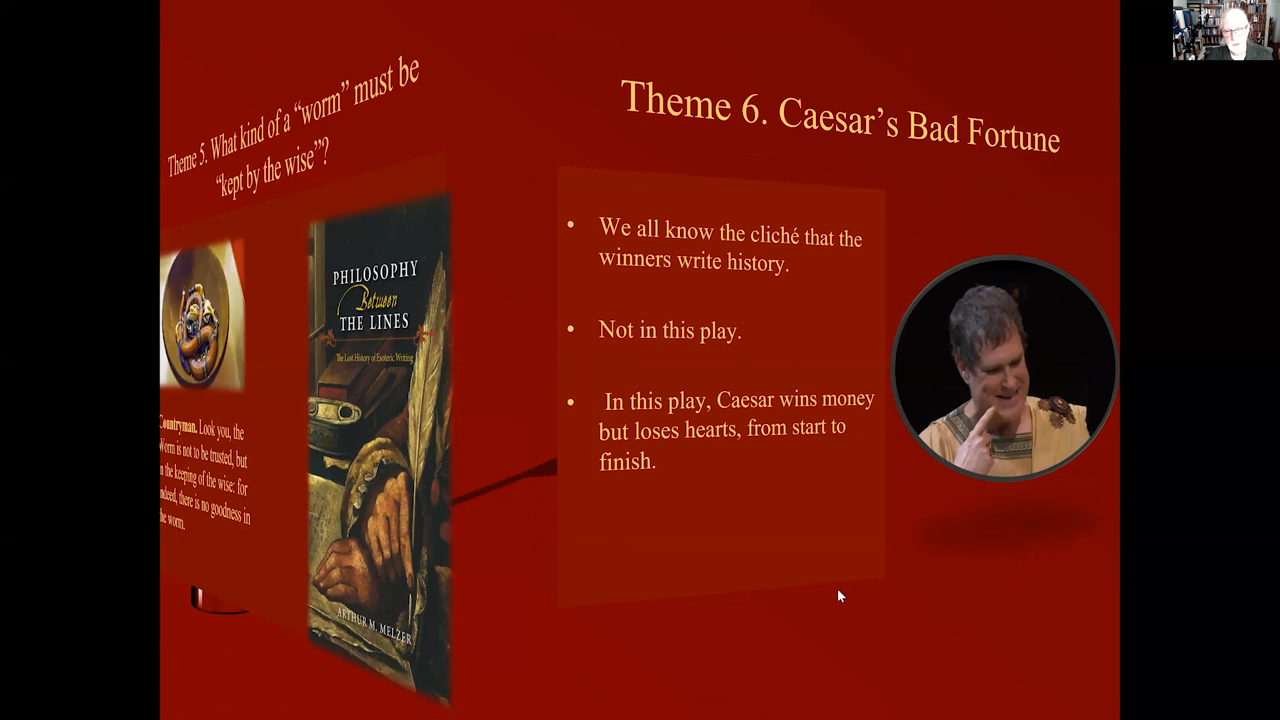 Theme 5. What kind of a “worm” must be
“kept by the wise”?
PHILOSOPHY
Between
THE LINES
The Lost History of Esoteric Writing
ARTHUR M. MELZER
Countryman. Look you, the
Worm is not to be trusted, but
in the keeping of the wise: for
indeed, there is no goodness in
the worm.
Theme 6. Caesar’s Bad Fortune
• We all know the cliché that the
winners write history.
• Not in this play.
• In this play, Caesar wins money
but loses hearts, from start to
finish.